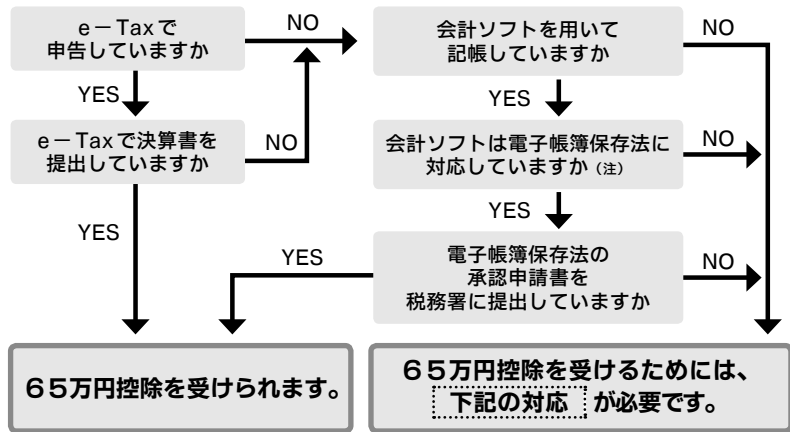 e－Taxで
申告していますか
NO
会計ソフトを用いて
記帳していますか
NO
YES
YES
e－Taxで決算書を
提出していますか
NO
会計ソフトは電子帳簿保存法に
対応していますか（注）
NO
YES
YES
YES
電子帳簿保存法の
承認申請書を
税務署に提出していますか
NO
６５万円控除を受けられます。
６５万円控除を受けるためには、
下記の対応 が必要です。